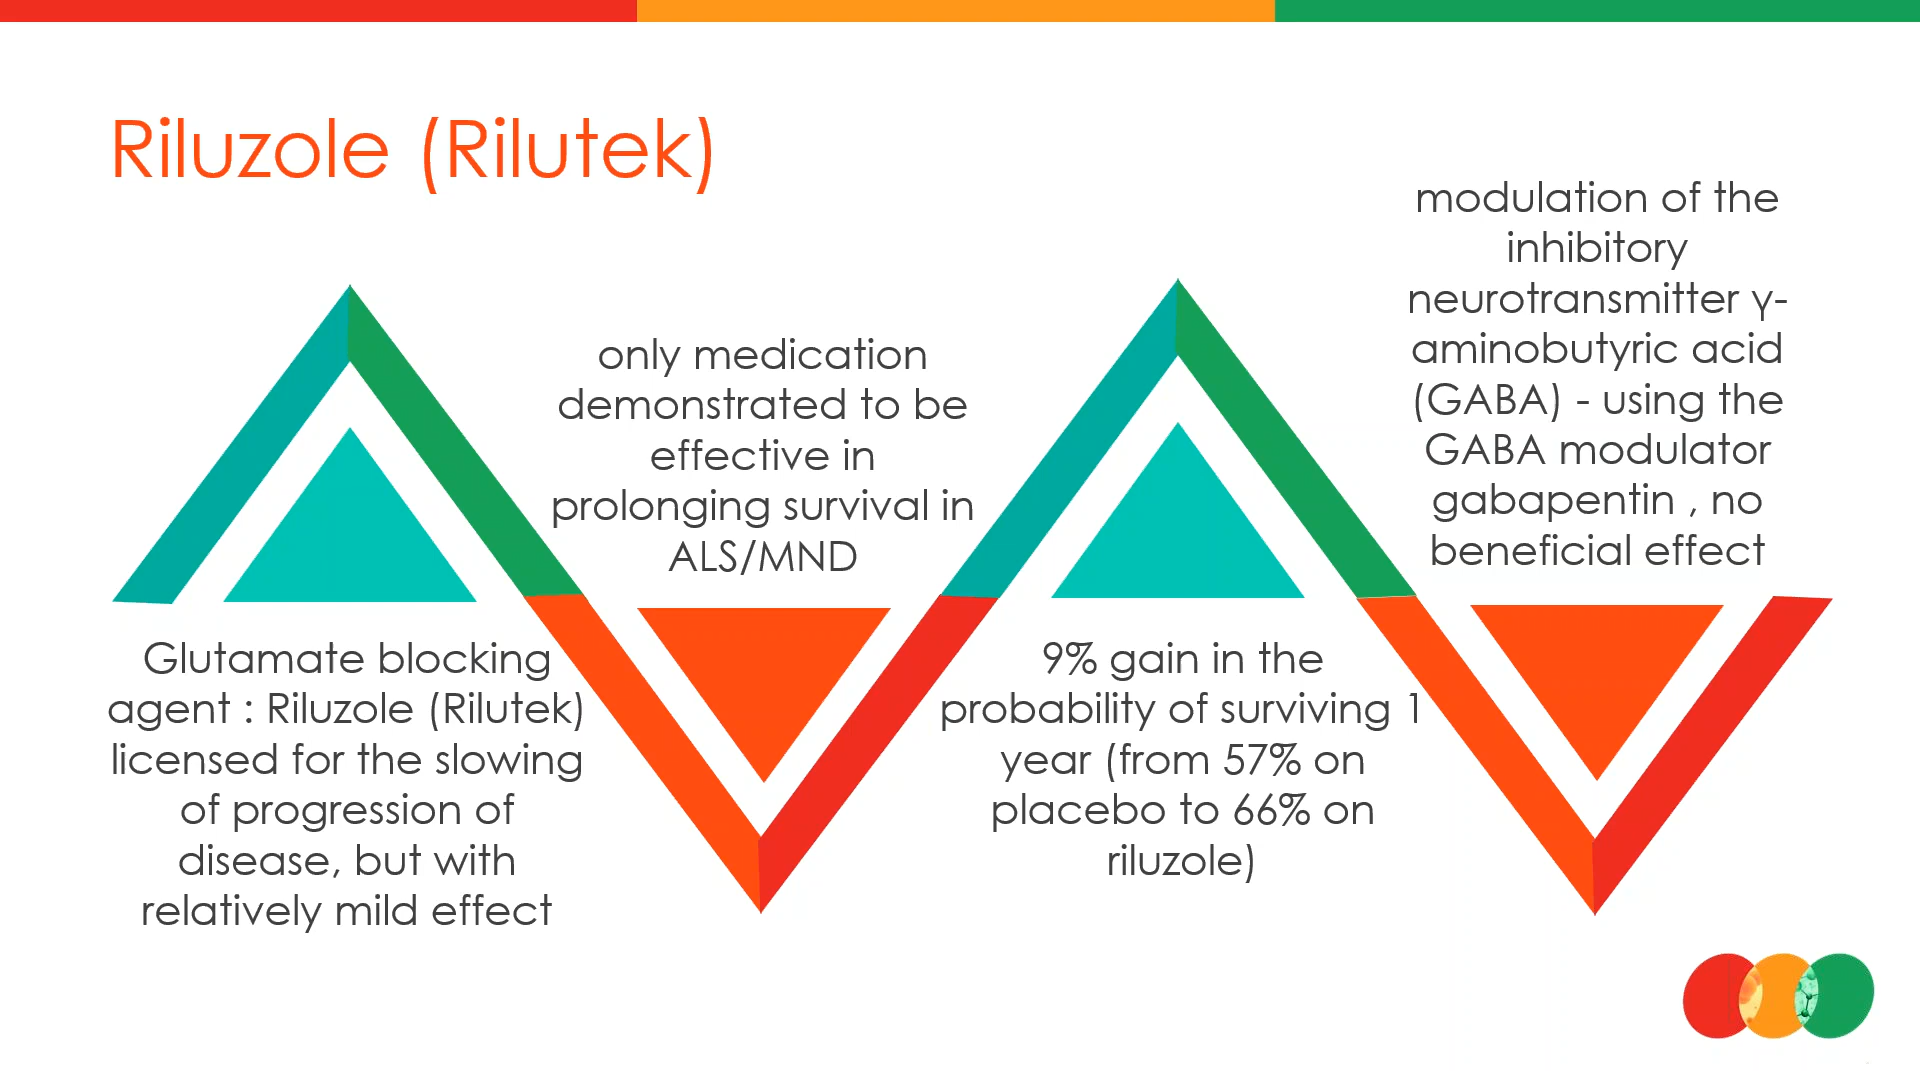 Riluzole (Rilutek)
Glutamate blocking
agent : Riluzole (Rilutek)
licensed for the slowing
of progression of
disease, but with
relatively mild effect
only medication
demonstrated to be
effective in
prolonging survival in
ALS/MND
9% gain in the
probability of surviving 1
year (from 57% on
placebo to 66% on
riluzole)
modulation of the
inhibitory
neurotransmitter γ-
aminobutyric acid
(GABA) - using the
GABA modulator
gabapentin , no
beneficial effect